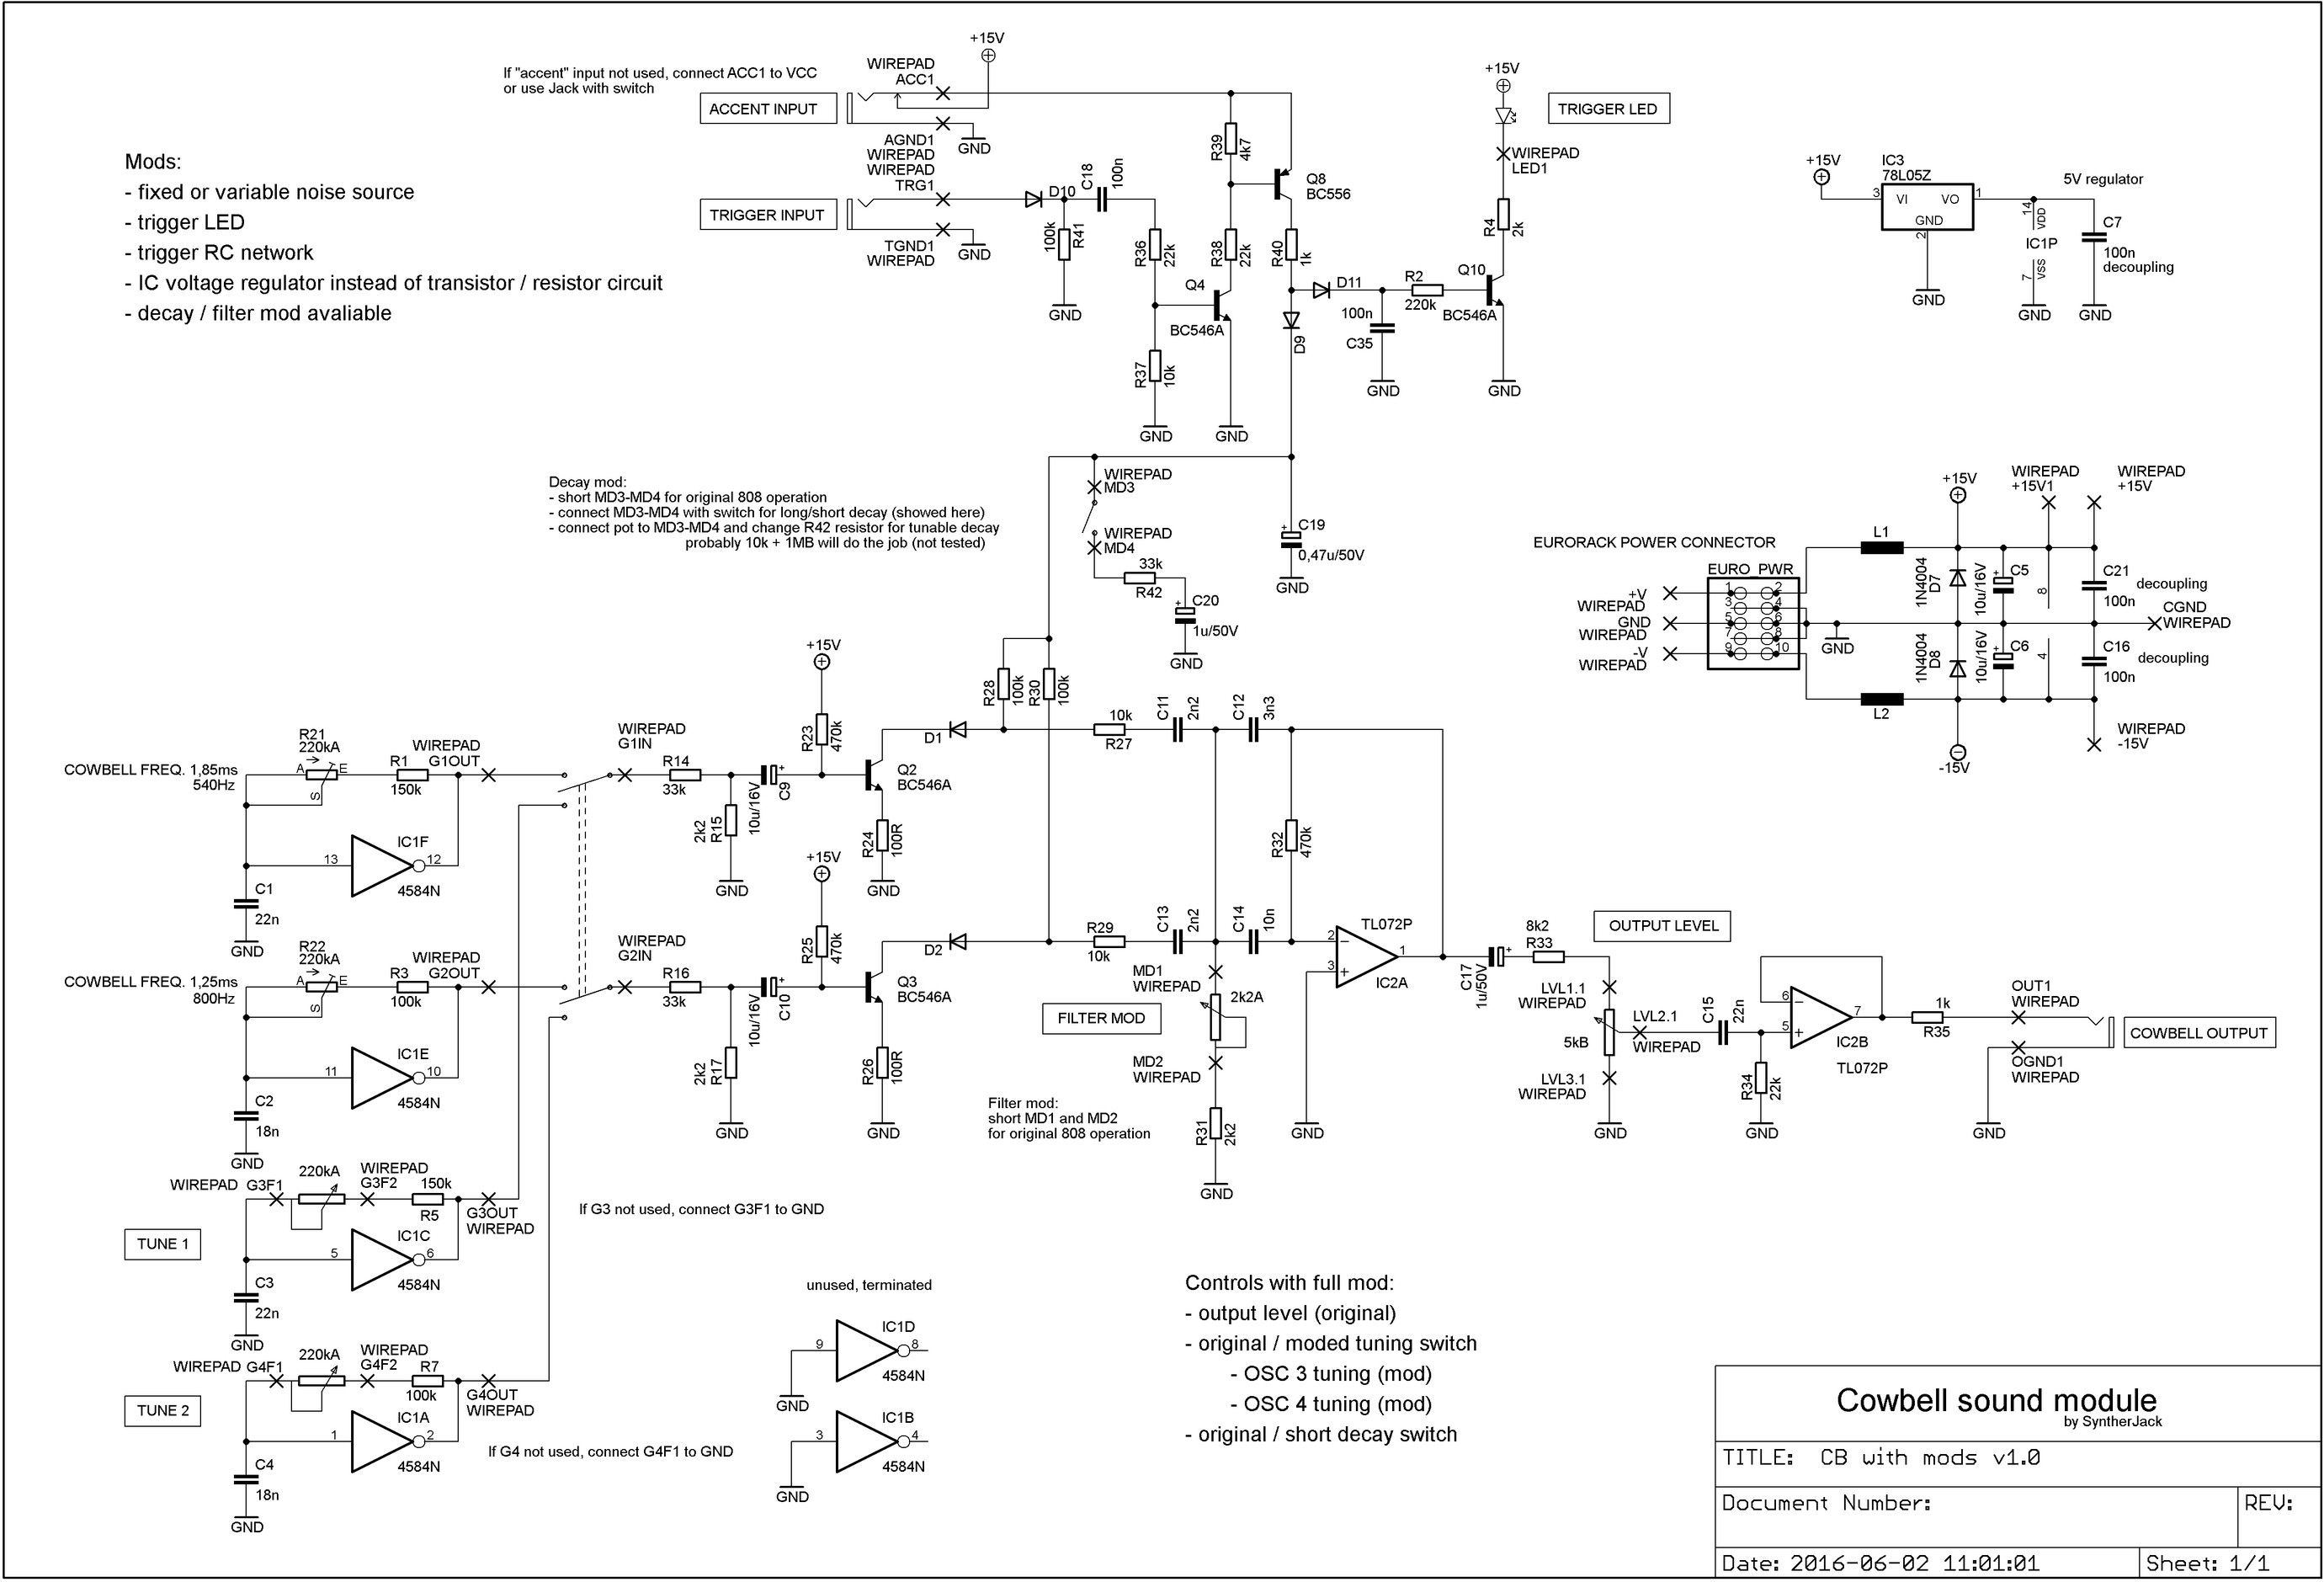 +15V
If "accent" input not used, connect ACC1 to VCC
or use Jack with switch
WIREPAD
ACC1
ACCENT INPUT
AGND1
WIREPAD
GND
WIREPAD
TRG1
TRIGGER INPUT
TGND1
WIREPAD
GND
D10
C18
100n
100k
R41
GND
R36
22k
R37
10k
GND
R39
4k7
R38
22k
Q4
BC546A
GND
Q8
BC556
R40
1k
D11
D9
100n
C35
GND
R2
220k
Q10
BC546A
GND
R4
2k
+15V
WIREPAD
LED1
TRIGGER LED
Mods:
- fixed or variable noise source
- trigger LED
- trigger RC network
- IC voltage regulator instead of transistor / resistor circuit
- decay / filter mod avaliable
+15V
IC3
78L05Z
3
VI
VO
1
GND
2
GND
5V regulator
14
VDD
IC1P
7
VSS
GND
C7
100n
decoupling
GND
Decay mod:
- short MD3-MD4 for original 808 operation
- connect MD3-MD4 with switch for long/short decay (showed here)
- connect pot to MD3-MD4 and change R42 resistor for tunable decay
probably 10k + 1MB will do the job (not tested)
WIREPAD
MD3
WIREPAD
MD4
33k
R42
+
C20
1u/50V
GND
+
C19
0,47u/50V
GND
EURORACK POWER CONNECTOR
EURO_PWR
1
2
3
4
5
6
7
8
9
10
+V
WIREPAD
GND
WIREPAD
-V
WIREPAD
GND
L1
L2
+15V
1N4004
D7
1N4004
D8
-15V
10u/16V
+
C5
10u/16V
+
C6
8
4
WIREPAD
+15V1
WIREPAD
+15V
C21
100n
decoupling
CGND
WIREPAD
C16
100n
decoupling
WIREPAD
-15V
COWBELL FREQ. 1,85ms
540Hz
R21
220kA
A
E
S
R1
150k
WIREPAD
G1OUT
13
IC1F
12
4584N
C1
22n
GND
COWBELL FREQ. 1,25ms
800Hz
R22
220kA
A
E
S
R3
100k
WIREPAD
G2OUT
11
IC1E
10
4584N
C2
18n
GND
WIREPAD G3F1
220kA
WIREPAD
G3F2
150k
R5
G3OUT
WIREPAD
TUNE 1
5
IC1C
6
4584N
C3
22n
GND
If G3 not used, connect G3F1 to GND
WIREPAD G4F1
220kA
WIREPAD
G4F2
R7
100k
G4OUT
WIREPAD
TUNE 2
1
IC1A
2
4584N
C4
18n
GND
If G4 not used, connect G4F1 to GND
WIREPAD
G1IN
R14
33k
2k2
R15
GND
10u/16V
C9
+
+15V
R23
470k
Q2
BC546A
R24
100R
GND
WIREPAD
G2IN
R16
33k
2k2
R17
GND
10u/16V
C10
+
+15V
R25
470k
Q3
BC546A
R26
100R
GND
D1
D2
R28
100k
R30
100k
10k
R27
C11
2n2
C12
3n3
R32
470k
R29
10k
C13
2n2
C14
10n
MD1
WIREPAD
2k2A
FILTER MOD
MD2
WIREPAD
Filter mod:
short MD1 and MD2
for original 808 operation
R31
2k2
GND
2
3
−
+
TL072P
1
IC2A
GND
C17
1u/50V
+
8k2
R33
OUTPUT LEVEL
LVL1.1
WIREPAD
5kB
LVL2.1
WIREPAD
LVL3.1
WIREPAD
GND
C15
22n
R34
22k
GND
6
5
−
+
7
IC2B
TL072P
1k
R35
OUT1
WIREPAD
OGND1
WIREPAD
GND
COWBELL OUTPUT
unused, terminated
9
IC1D
8
4584N
GND
3
IC1B
4
4584N
GND
Controls with full mod:
- output level (original)
- original / moded tuning switch
- OSC 3 tuning (mod)
- OSC 4 tuning (mod)
- original / short decay switch
Cowbell sound module
by SyntherJack
TITLE: CB with mods v1.0
Document Number:
REV:
Date: 2016-06-02 11:01:01
Sheet: 1/1